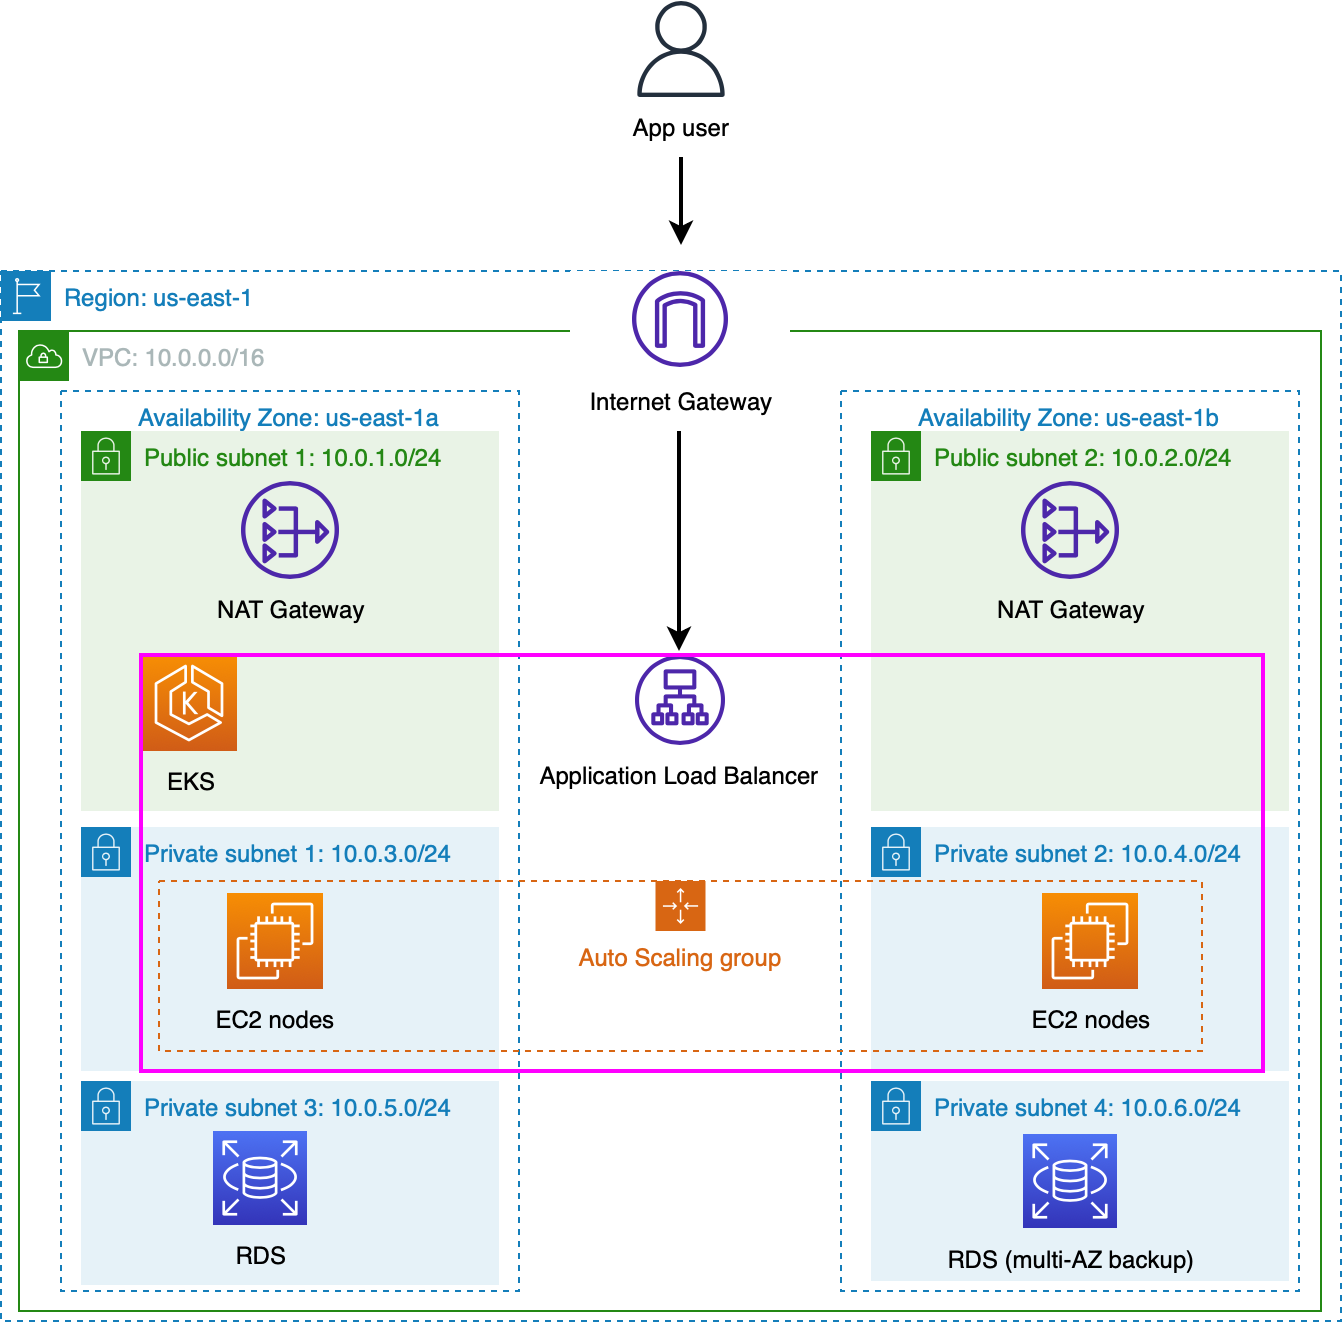 App user
Region: us-east-1
VPC: 10.0.0.0/16
Internet Gateway
Availability Zone: us-east-1a
Availability Zone: us-east-1b
Public subnet 1: 10.0.1.0/24
Public subnet 2: 10.0.2.0/24
NAT Gateway
NAT Gateway
K
EKS
Application Load Balancer
Private subnet 1: 10.0.3.0/24
Private subnet 2: 10.0.4.0/24
Auto Scaling group
EC2 nodes
EC2 nodes
Private subnet 3: 10.0.5.0/24
Private subnet 4: 10.0.6.0/24
RDS
RDS (multi-AZ backup)